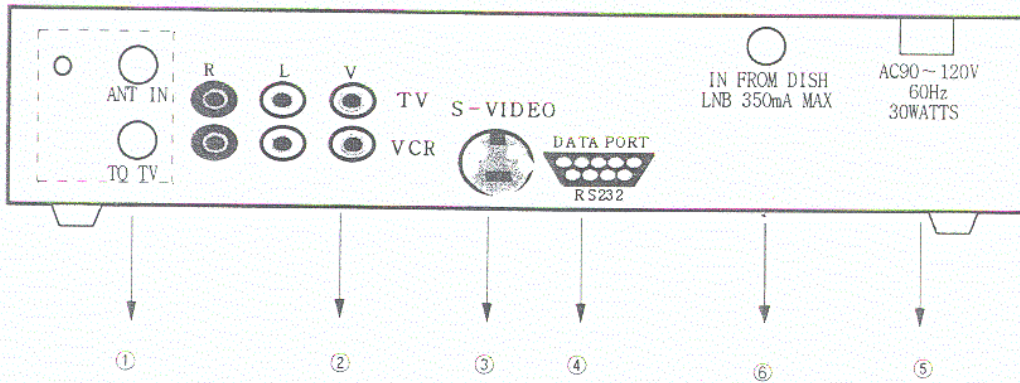 ANT IN
TO TV
R L V
TV
VCR
S-VIDEO
DATA PORT
RS232
IN FROM DISH
LNB 350mA MAX
AC90~120V
60Hz
30WATTS
① ② ③ ④ ⑥ ⑤